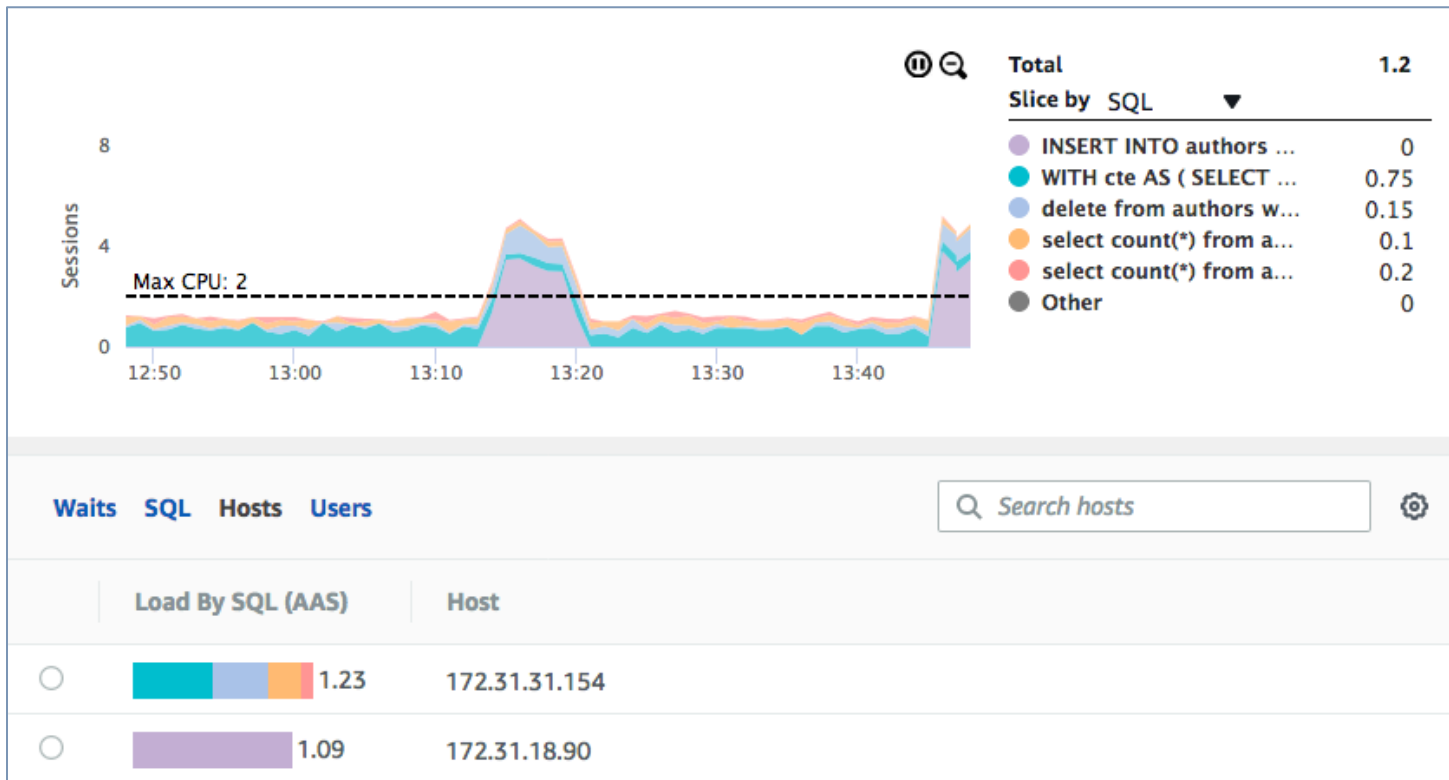 Total 1.2
Slice by SQL
INSERT INTO authors ... 0
WITH cte AS ( SELECT ... 0.75
delete from authors w... 0.15
select count(*) from a... 0.1
select count(*) from a... 0.2
Other 0
Sessions
8
4
0
Max CPU: 2
12:50 13:00 13:10 13:20 13:30 13:40
Waits SQL Hosts Users Search hosts
Load By SQL (AAS) Host
1.23 172.31.31.154
1.09 172.31.18.90